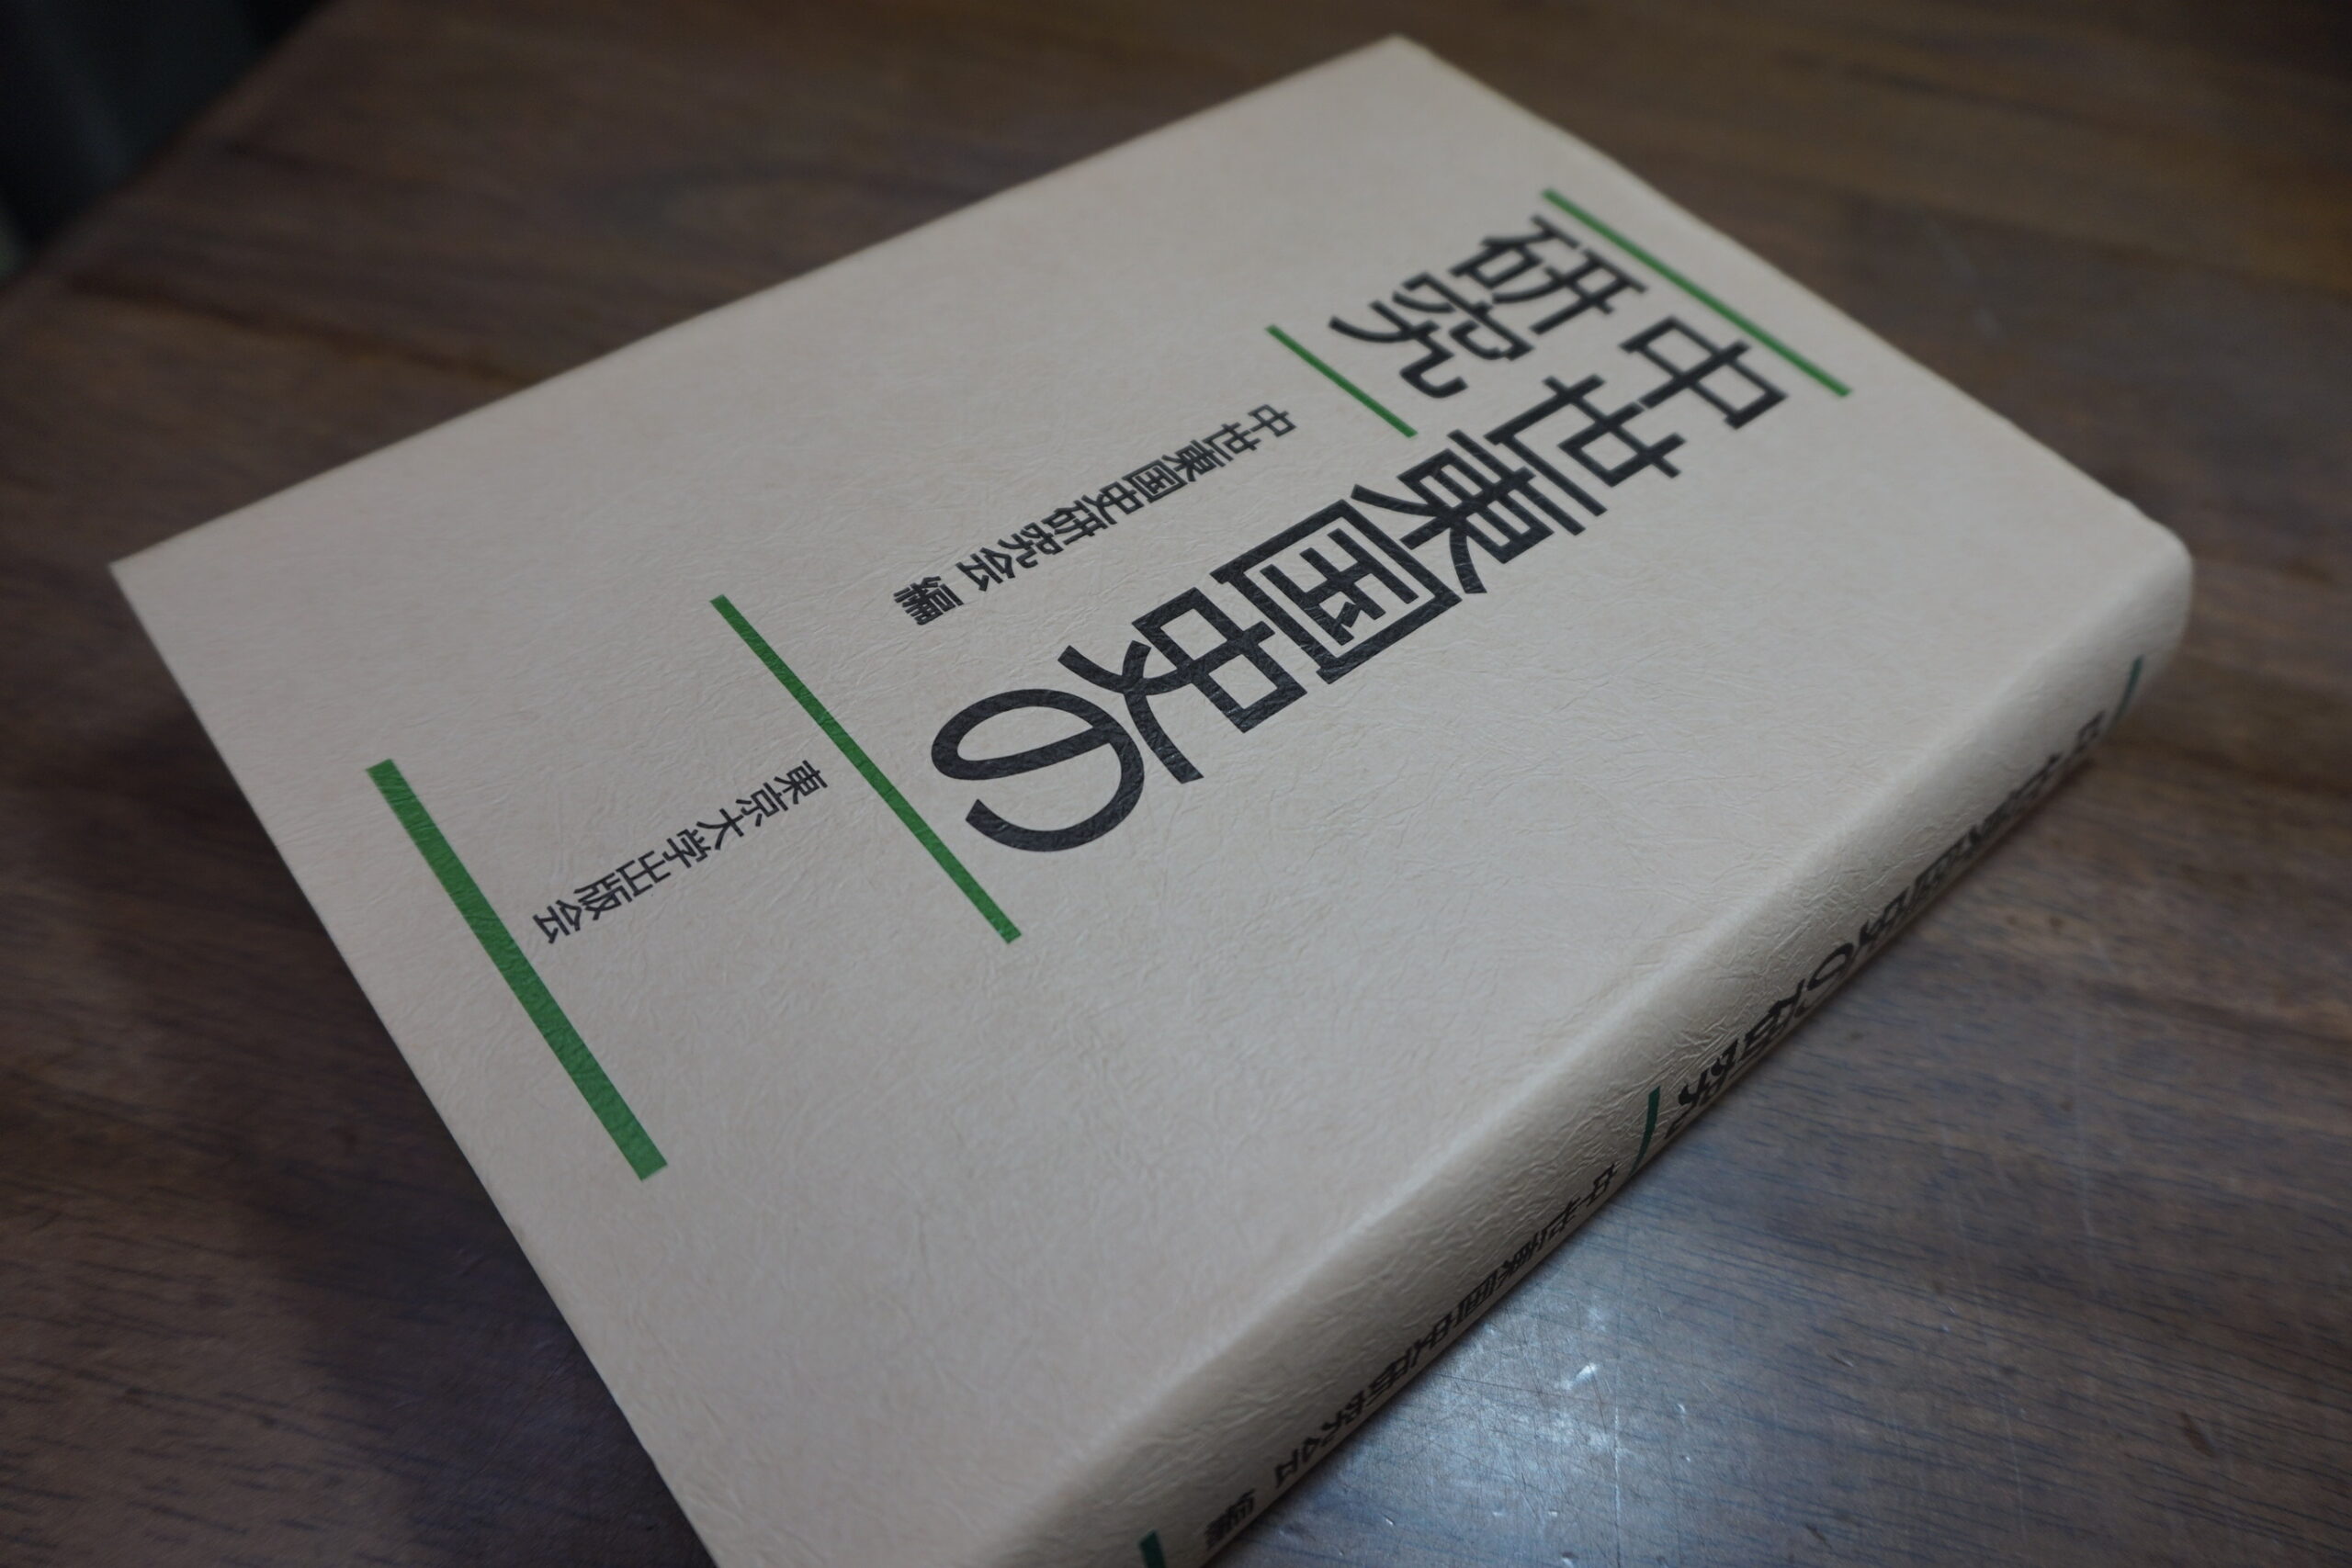 中世東国史の
研究
中世東国史研究会 編
東京大学出版会
中世東国史の研究
中世東国史研究会 編